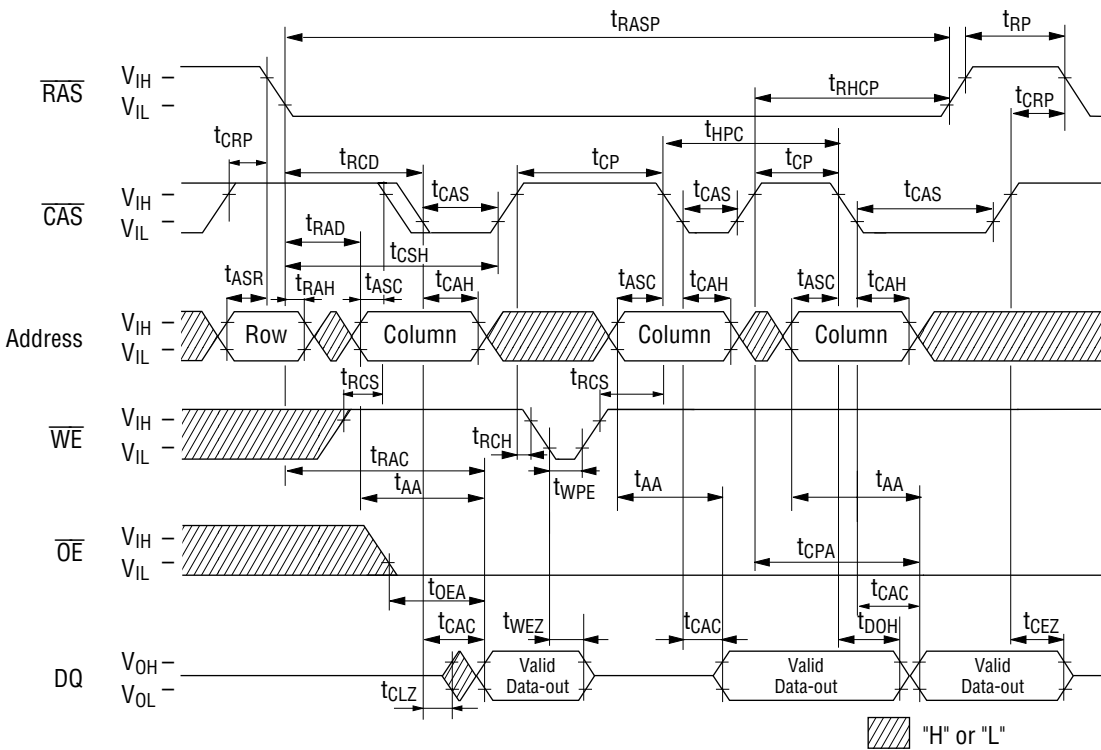 tRASP
tRP
RAS
VIH
VIL
tRHCP
tCRP
tCRP
tRCD
tHPC
tCP
tCP
CAS
VIH
VIL
tCAS
tCAS
tCAS
tRAD
tCSH
tASR
tRAH
tASC
tCAH
tASC
tCAH
tASC
tCAH
Address
VIH
VIL
Row
Column
Column
Column
tRCS
tRCS
WE
VIH
VIL
tRCH
tRAC
tWPE
tAA
tAA
tAA
OE
VIH
VIL
tCPA
tOEA
tCAC
tCAC
tWEZ
tCAC
tDOH
tCEZ
DQ
VOH
VOL
Valid
Data-out
Valid
Data-out
Valid
Data-out
tCLZ
"H" or "L"